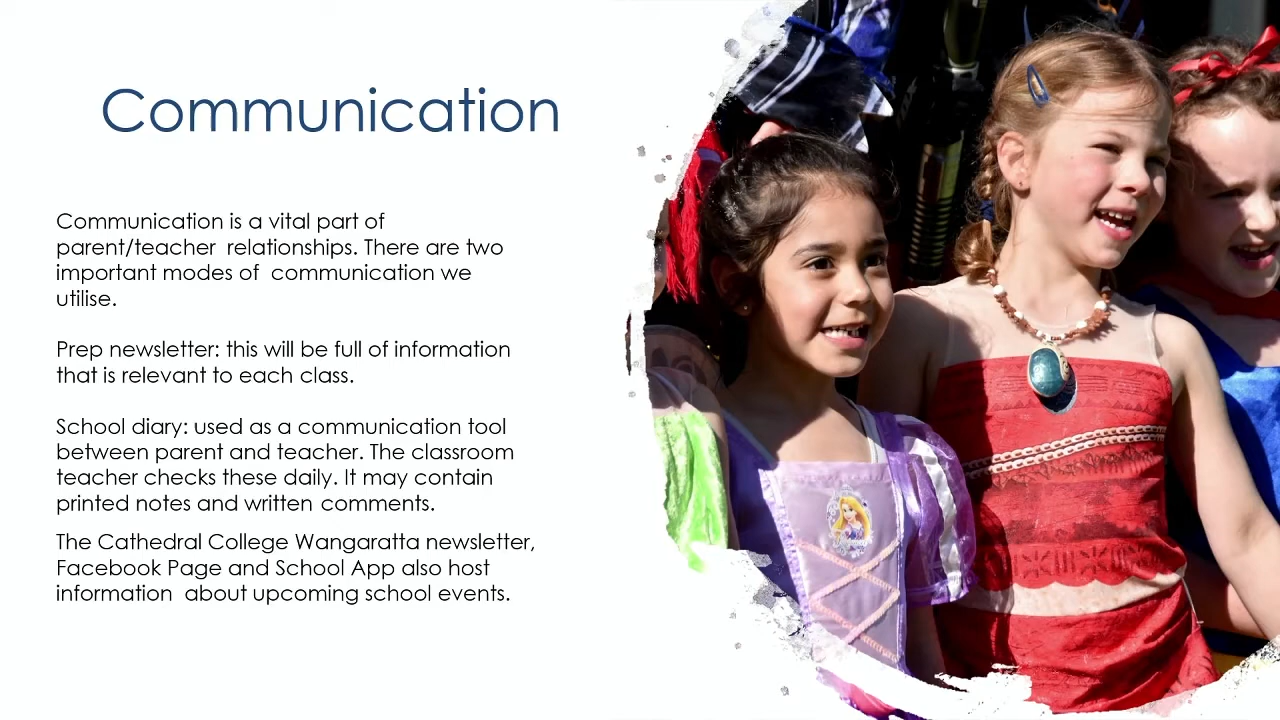 Communication
Communication is a vital part of
parent/teacher relationships. There are two
important modes of communication we
utilise.
Prep newsletter: this will be full of information
that is relevant to each class.
School diary: used as a communication tool
between parent and teacher. The classroom
teacher checks these daily. It may contain
printed notes and written comments.
The Cathedral College Wangaratta newsletter,
Facebook Page and School App also host
information about upcoming school events.